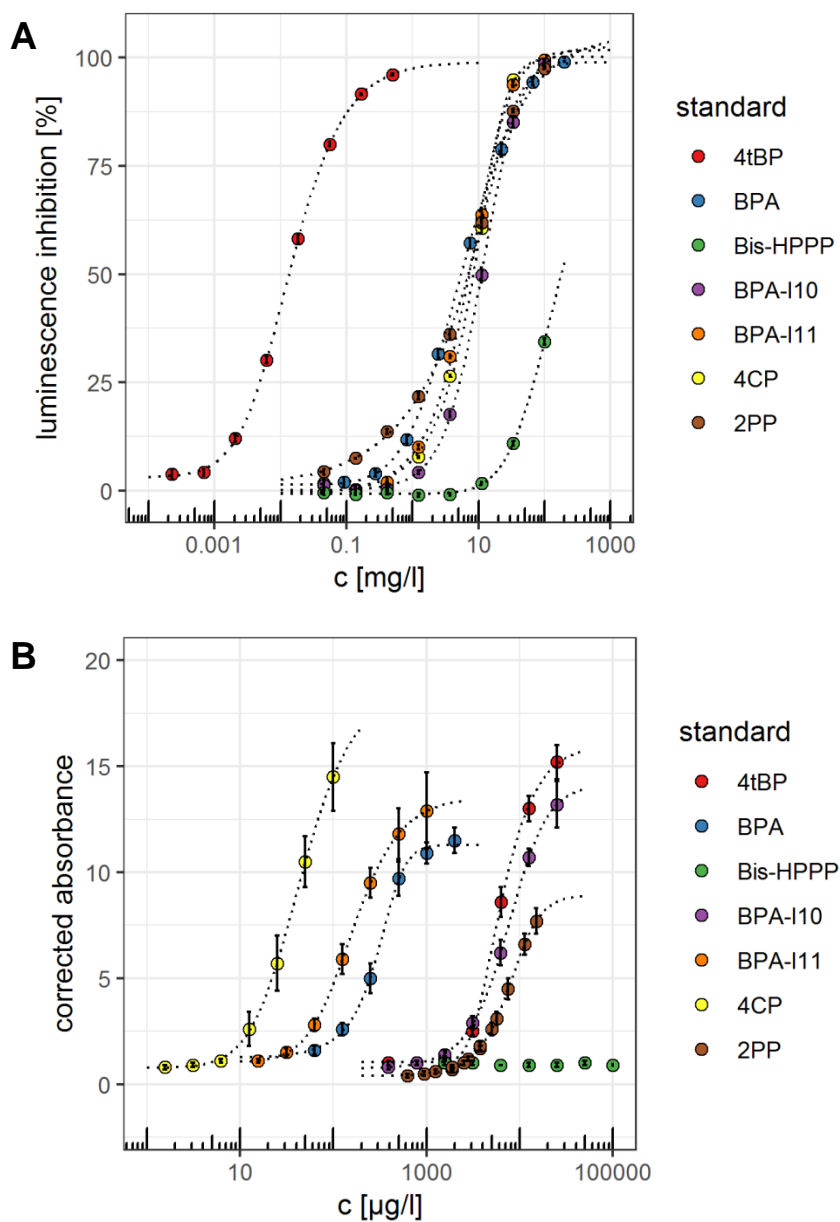 A
luminescence inhibition [%]
100
75
50
25
0
0.001
0.1
10
1000
c [mg/l]
standard
4tBP
BPA
Bis-HPPP
BPA-I10
BPA-I11
4CP
2PP
B
corrected absorbance
20
15
10
5
0
10
1000
100000
c [µg/l]
standard
4tBP
BPA
Bis-HPPP
BPA-I10
BPA-I11
4CP
2PP